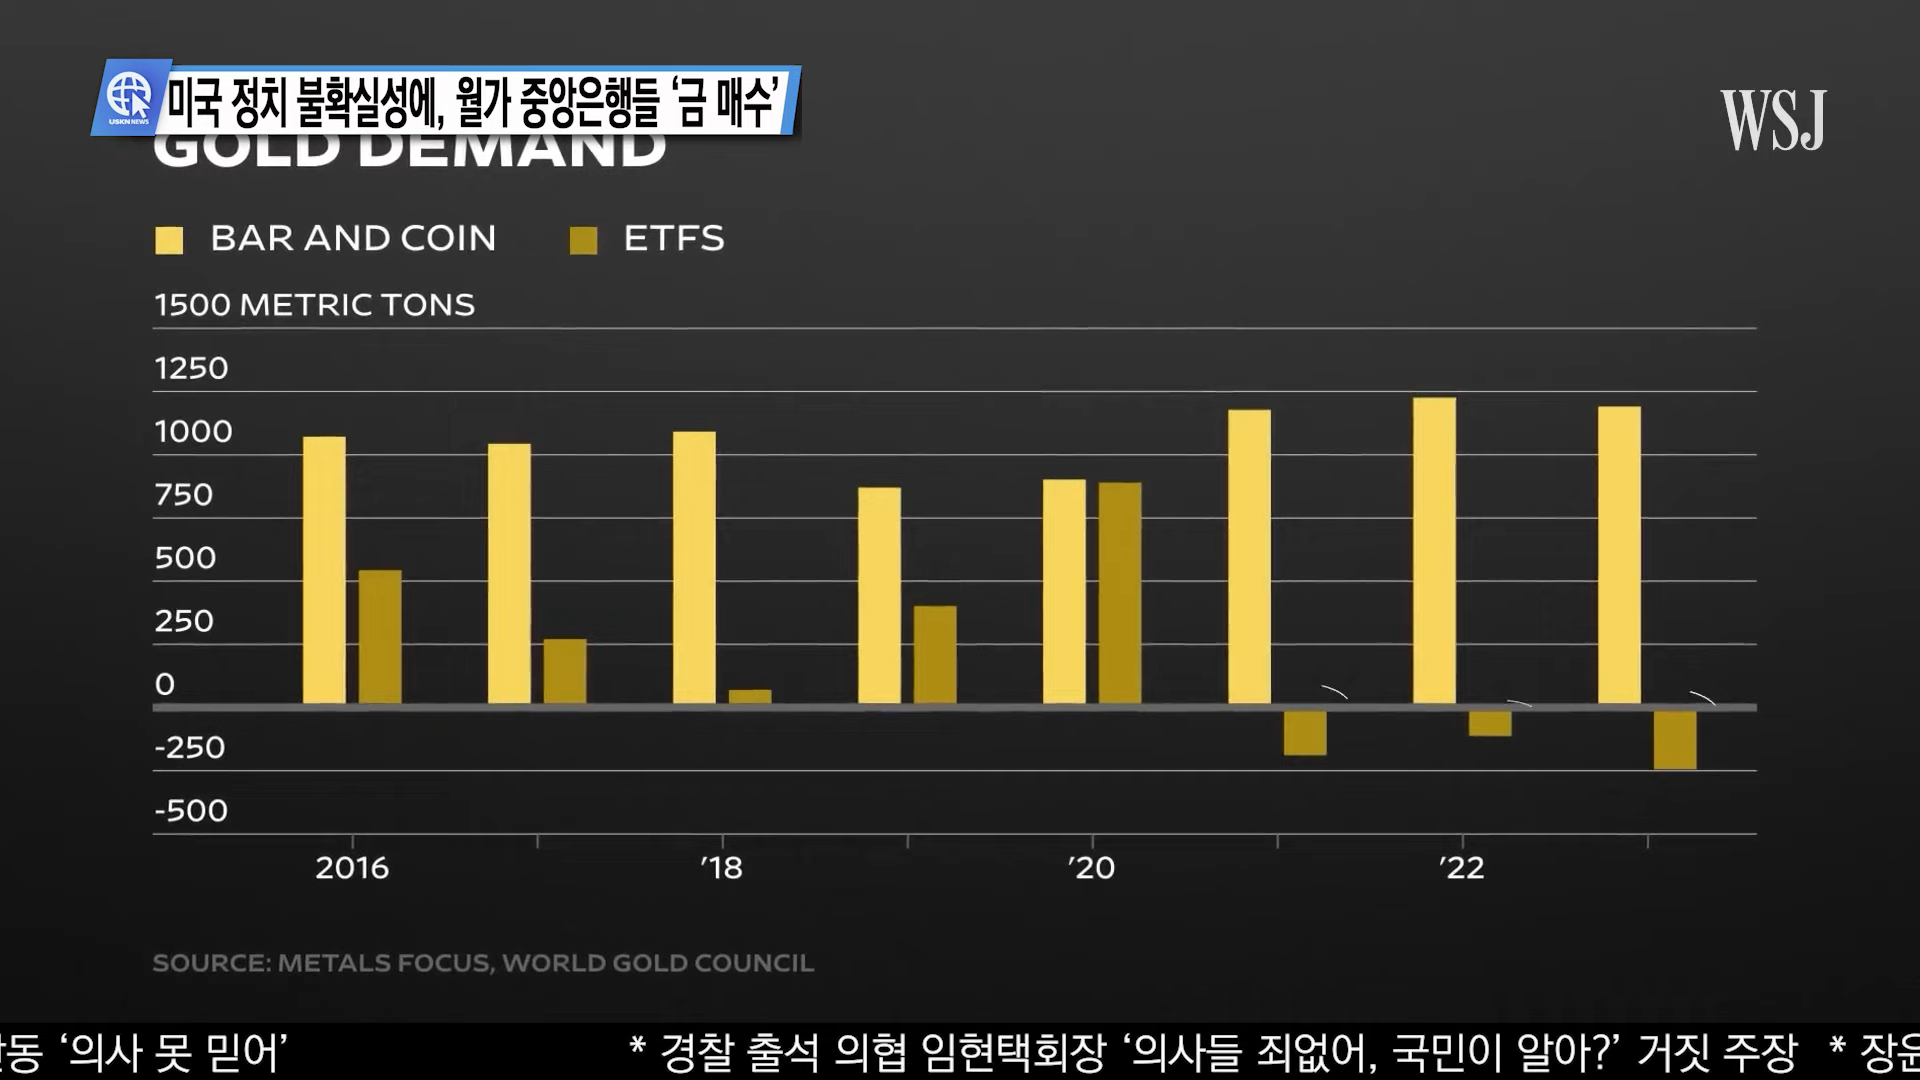 미국 정치 불확실성에, 월가 중앙은행들 ‘금 매수’
USKN NEWS
WSJ
GOLD DEMAND
BAR AND COIN
ETFS
1500 METRIC TONS
1250
1000
750
500
250
0
-250
-500
2016
’18
’20
’22
SOURCE: METALS FOCUS, WORLD GOLD COUNCIL
동 ‘의사 못 믿어’
* 경찰 출석 의협 임현택회장 ‘의사들 죄없어, 국민이 알아?’ 거짓 주장
* 장